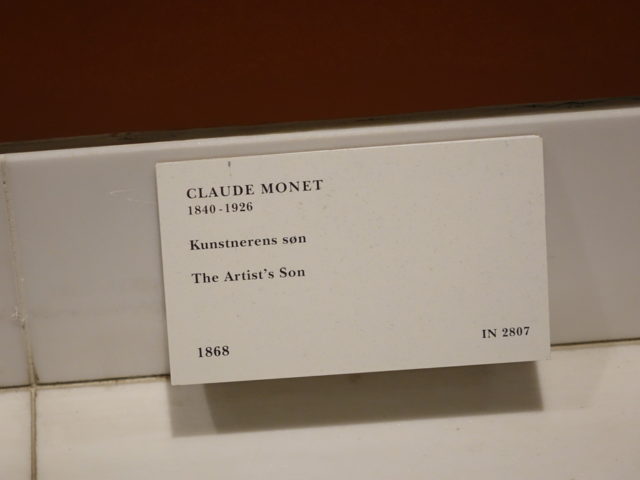 CLAUDE MONET
1840-1926
Kunstnerens søn
The Artist's Son
1868
IN 2807